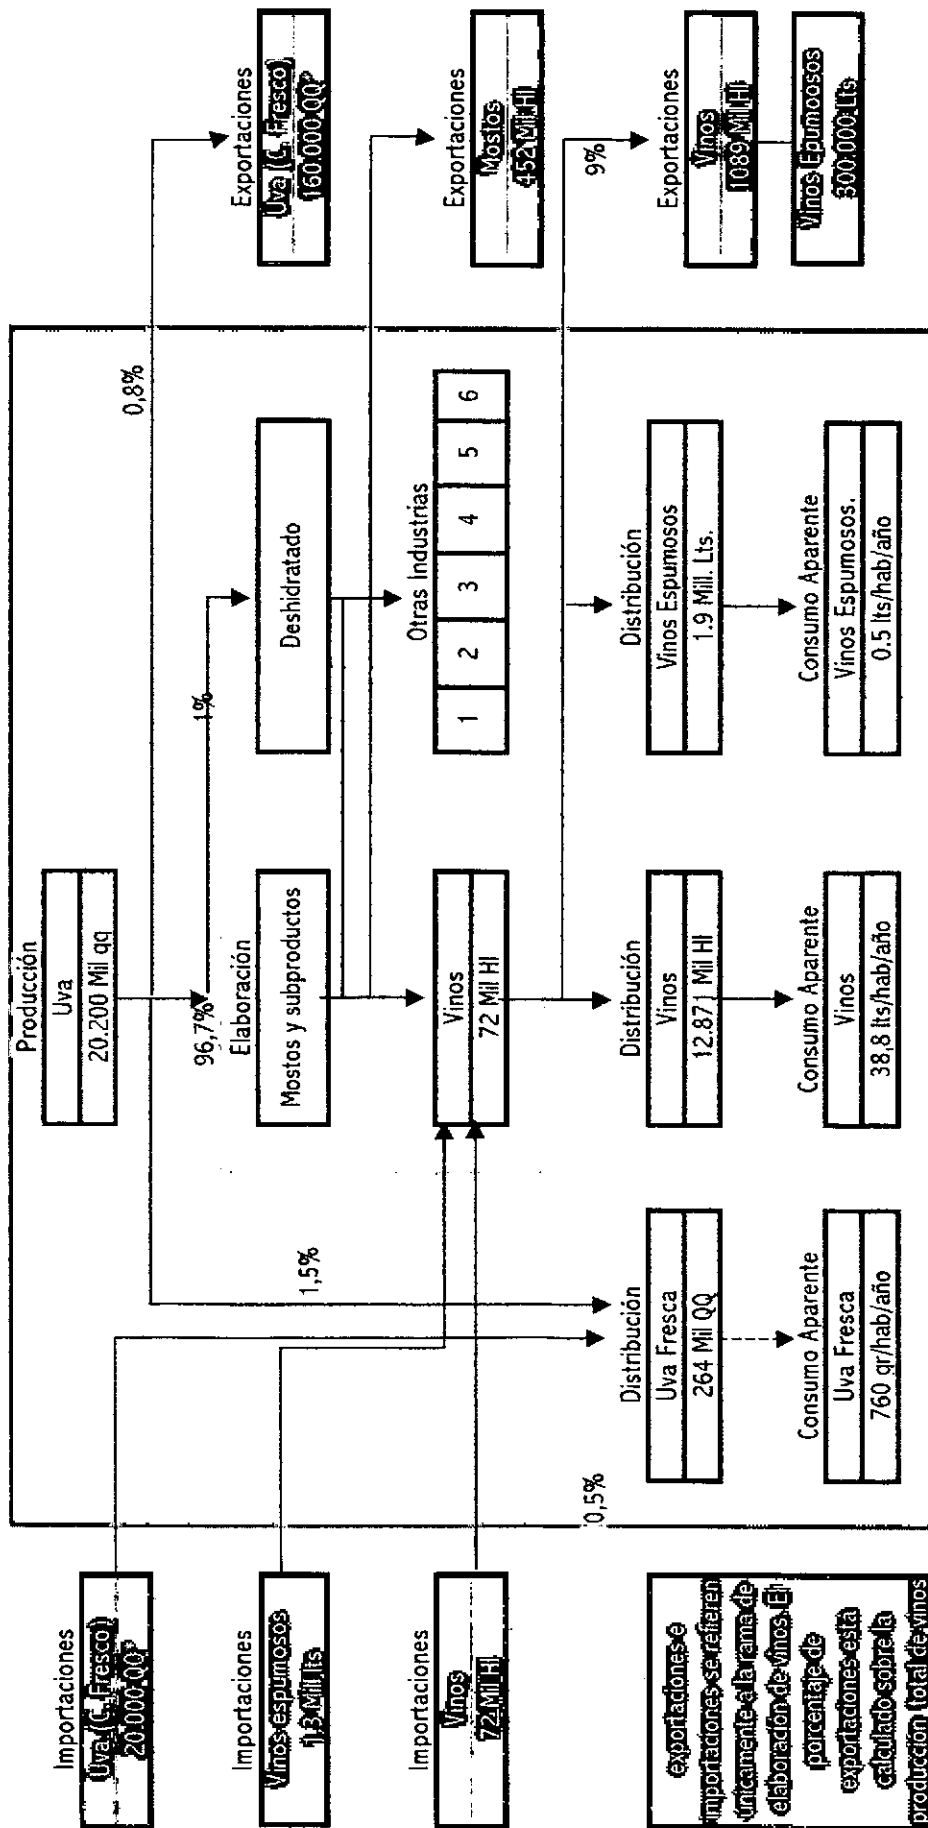 Producción
Uva
20.200 Mil qq
Importaciones
Uva (C. Fresco)
20.000 QQ
Importaciones
Vinos espumosos
1,3 Mill lts
Importaciones
Vinos
72 Mil Hl
exportaciones e
importaciones se refieren
únicamente a la rama de
elaboración de vinos. El
porcentaje de
exportaciones esta
calculado sobre la
producción total de vinos
1,5%
96,7%
1%
0,8%
0,5%
9%
Elaboración
Mostos y subproductos
Deshidratado
Vinos
72 Mil Hl
Otras Industrias
1
2
3
4
5
6
Distribución
Uva Fresca
264 Mil QQ
Distribución
Vinos
12.871 Mil Hl
Distribución
Vinos Espumosos
1.9 Mill. Lts.
Consumo Aparente
Uva Fresca
760 gr/hab/año
Consumo Aparente
Vinos
38,8 lts/hab/año
Consumo Aparente
Vinos Espumosos.
0.5 lts/hab/año
Exportaciones
Uva (C. Fresco)
160.000 QQ
Exportaciones
Mostos
452 Mil Hl
Exportaciones
Vinos
1089 Mil Hl
Vinos Epumoosos
300.000 Lts